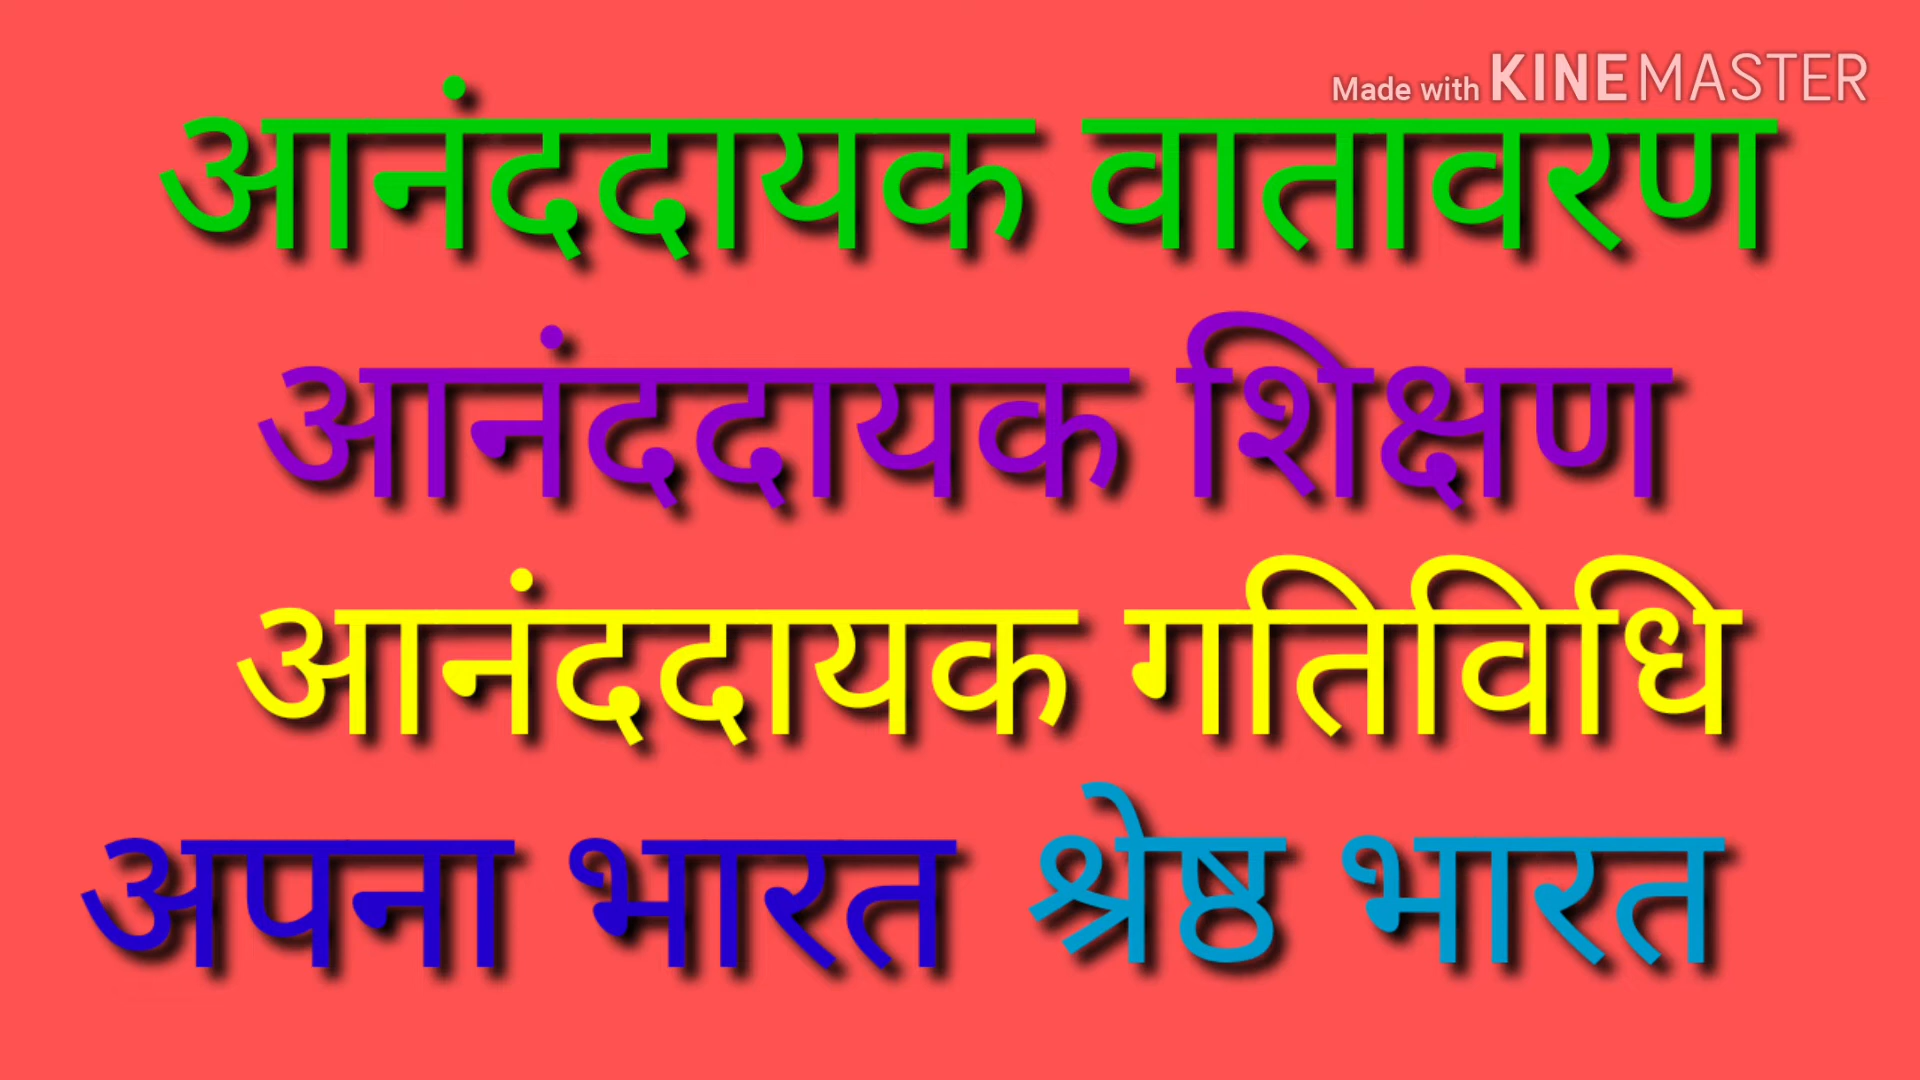 Made with KINEMASTER
आनंददायक वातावरण
आनंददायक शिक्षण
आनंददायक गतिविधि
अपना भारत श्रेष्ठ भारत